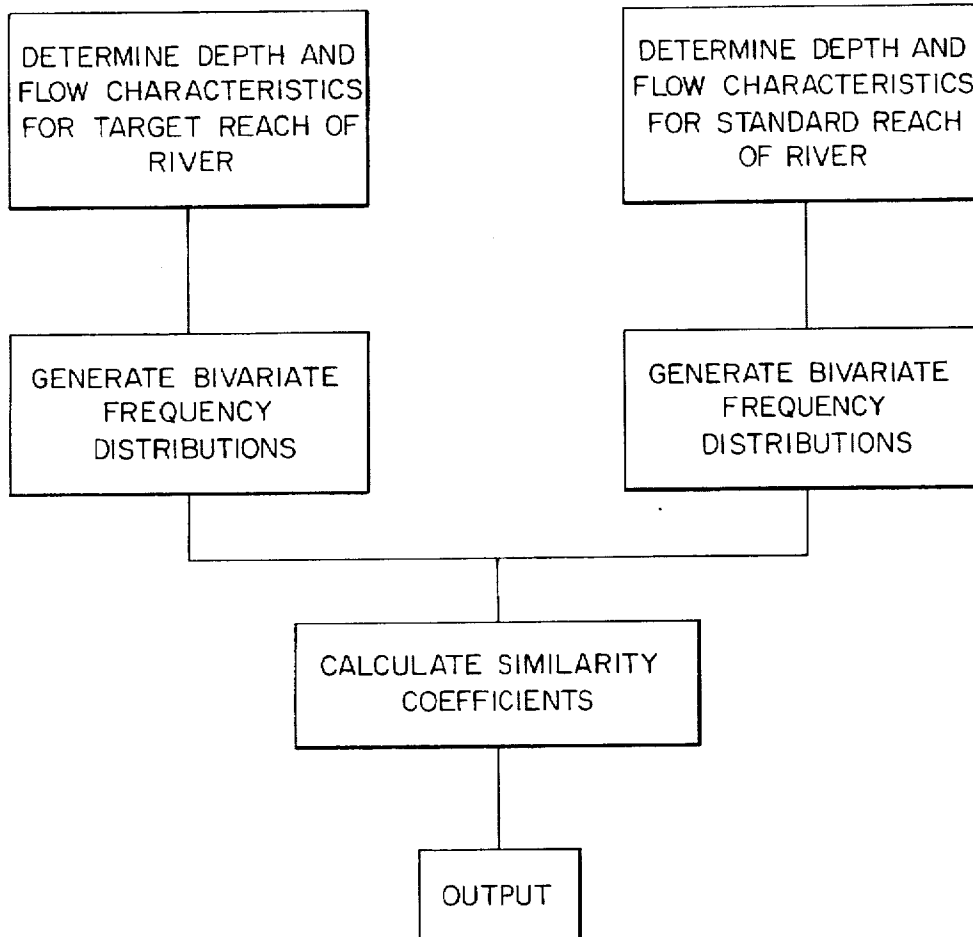 DETERMINE DEPTH AND
FLOW CHARACTERISTICS
FOR TARGET REACH OF
RIVER
DETERMINE DEPTH AND
FLOW CHARACTERISTICS
FOR STANDARD REACH
OF RIVER
GENERATE BIVARIATE
FREQUENCY
DISTRIBUTIONS
GENERATE BIVARIATE
FREQUENCY
DISTRIBUTIONS
CALCULATE SIMILARITY
COEFFICIENTS
OUTPUT